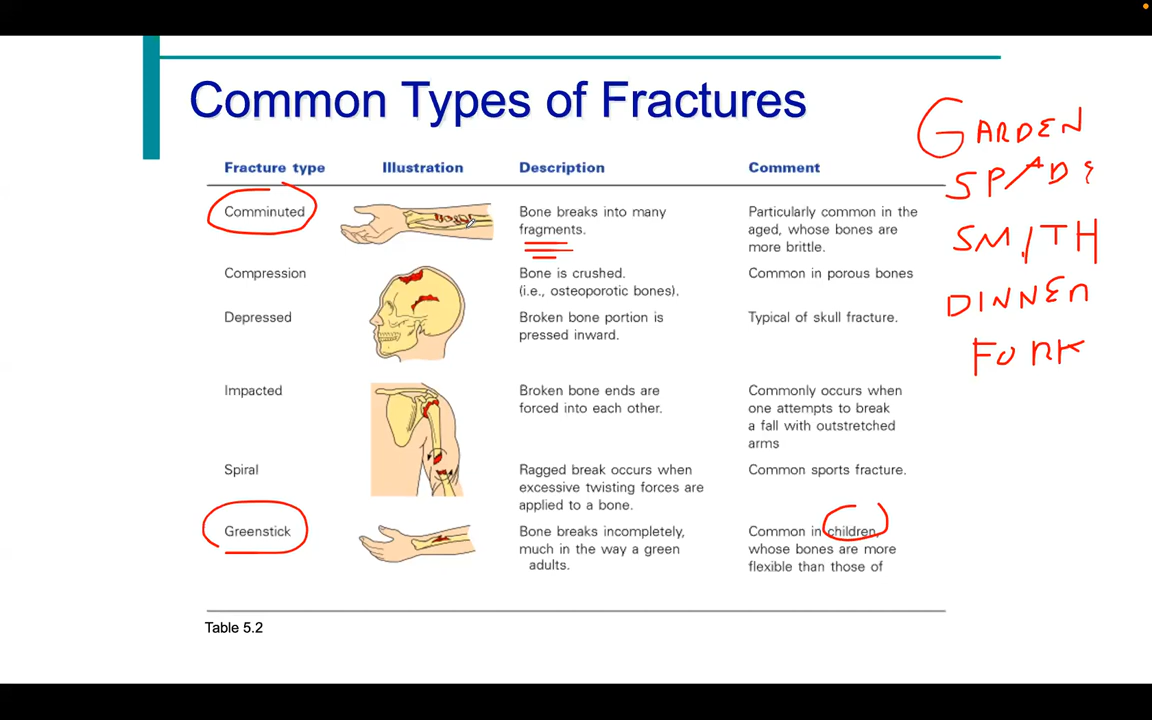 Common Types of Fractures
Fracture type Illustration Description Comment
Comminuted Bone breaks into many Particularly common in the
fragments. aged, whose bones are
more brittle.
Compression Bone is crushed. Common in porous bones
(i.e., osteoporotic bones).
Depressed Broken bone portion is Typical of skull fracture.
pressed inward.
Impacted Broken bone ends are Commonly occurs when
forced into each other. one attempts to break
a fall with outstretched
arms
Spiral Ragged break occurs when Common sports fracture.
excessive twisting forces are
applied to a bone.
Greenstick Bone breaks incompletely, Common in children,
much in the way a green whose bones are more
adults. flexible than those of
Table 5.2
GARDEN
SPADE
SMITH
DINNER
FORK